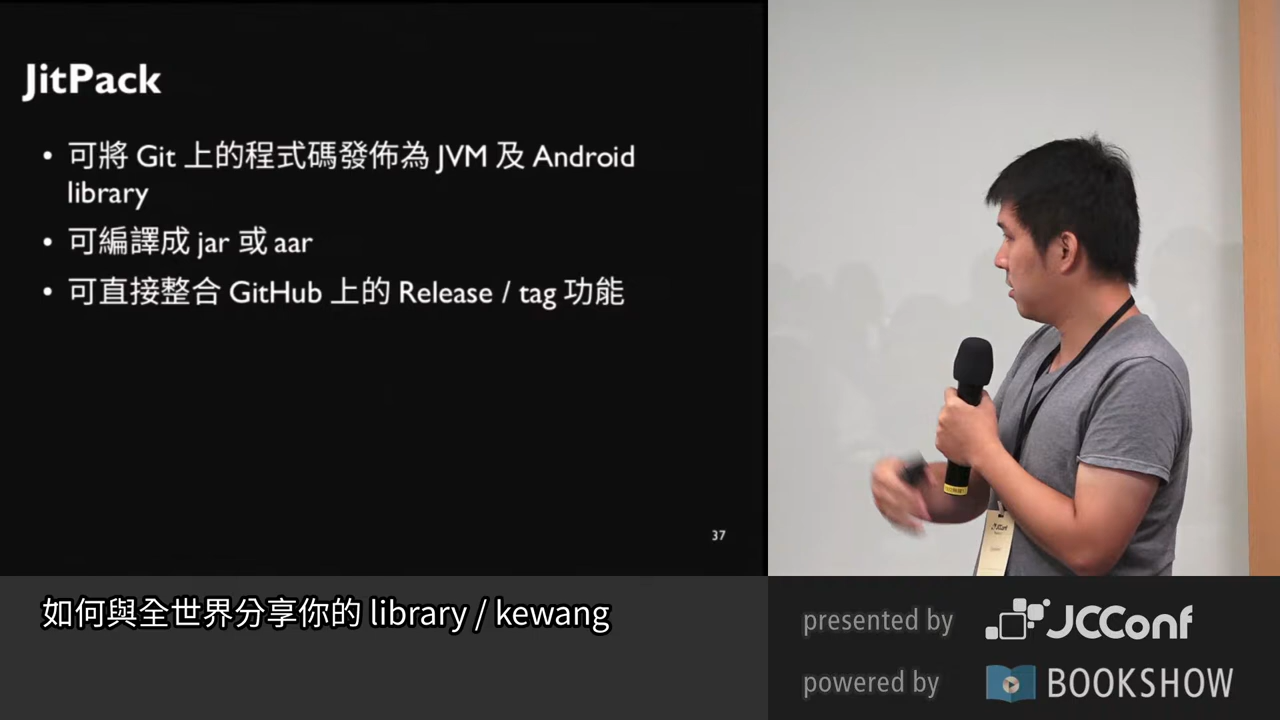 JitPack
• 可將 Git 上的程式碼發佈為 JVM 及 Android
library
• 可編譯成 jar 或 aar
• 可直接整合 GitHub 上的 Release / tag 功能
37
如何與全世界分享你的 library / kewang
presented by JCConf
powered by BOOKSHOW